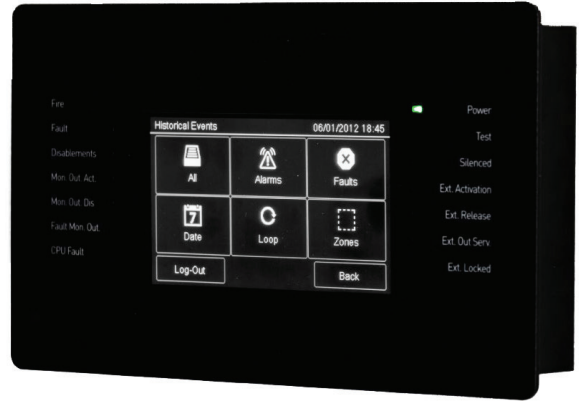 Fire
Fault
Disablements
Mon. Out Act.
Mon. Out Dis.
Fault Mon. Out.
CPU Fault
Historical Events 06/01/2012 18:45
All Alarms Faults
7
Date Loop Zones
Log-Out Back
Power
Test
Silenced
Ext. Activation
Ext. Release
Ext. Out Serv.
Ext. Locked